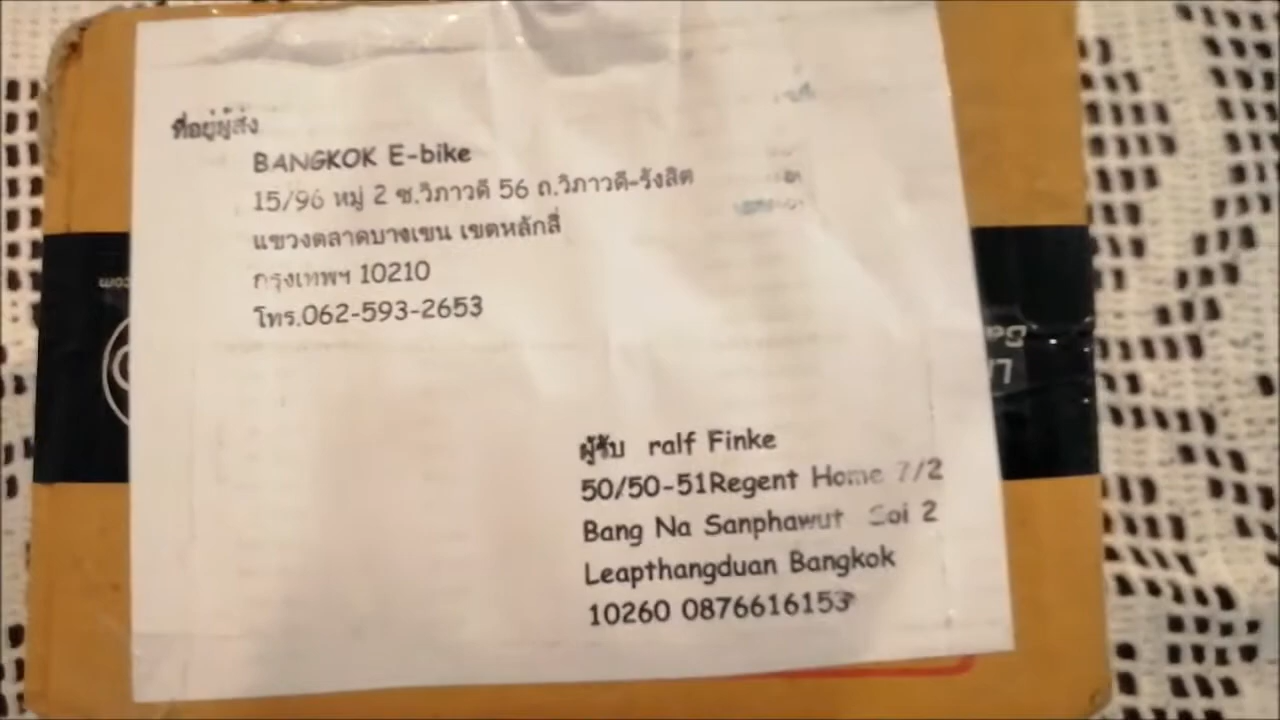 ที่อยู่ผู้ส่ง
BANGKOK E-bike
15/96 หมู่ 2 ซ.วิภาวดี 56 ถ.วิภาวดี-รังสิต
แขวงตลาดบางเขน เขตหลักสี่
กรุงเทพฯ 10210
โทร.062-593-2653
ผู้รับ ralf Finke
50/50-51Regent Home 7/2
Bang Na Sanphawut Soi 2
Leapthangduan Bangkok
10260 0876616153